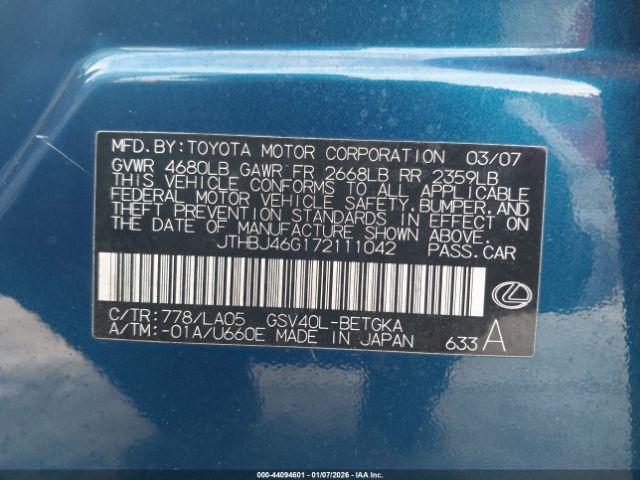 MFD.BY:TOYOTA MOTOR CORPORATION 03/07
GVWR 4680LB GAWR FR 2668LB RR 2359LB
THIS VEHICLE CONFORMS TO ALL APPLICABLE
FEDERAL MOTOR VEHICLE SAFETY,BUMPER,AND
THEFT PREVENTION STANDARDS IN EFFECT ON
THE DATE OF MANUFACTURE SHOWN ABOVE.
JTHBJ46G172111042 PASS.CAR
C/TR:778/LA05 GSV40L-BETGKA
A/TM:-01A/U660E MADE IN JAPAN 633 A
000-44094601 - 01/07/2026 - IAAI.COM